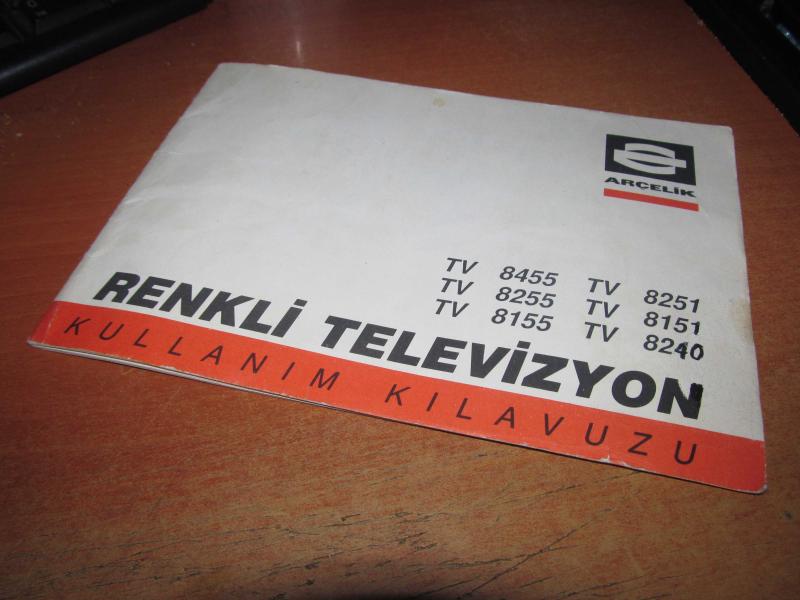 ARÇELİK
TV 8455 TV 8251
TV 8255 TV 8151
TV 8155 TV 8240
RENKLİ TELEVİZYON
KULLANIM KILAVUZU